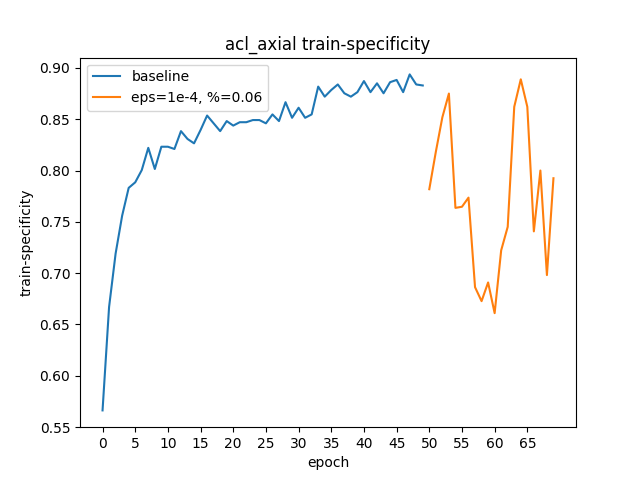 acl_axial train-specificity
baseline
eps=1e-4, %=0.06
train-specificity
0.90
0.85
0.80
0.75
0.70
0.65
0.60
0.55
0 5 10 15 20 25 30 35 40 45 50 55 60 65
epoch